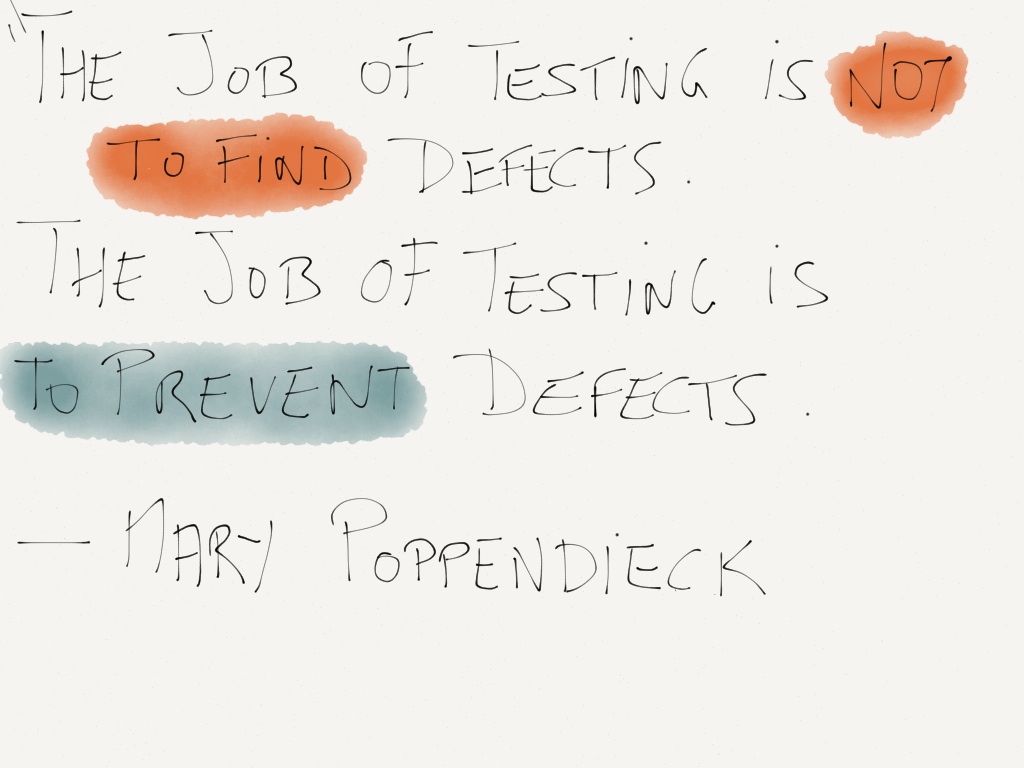 "THE JOB OF TESTING is NOT
TO FiND DEFECTS.
THE JOB OF TESTiNG is
To PREVENT DEFECTS.
— MARY POPPENDiECK